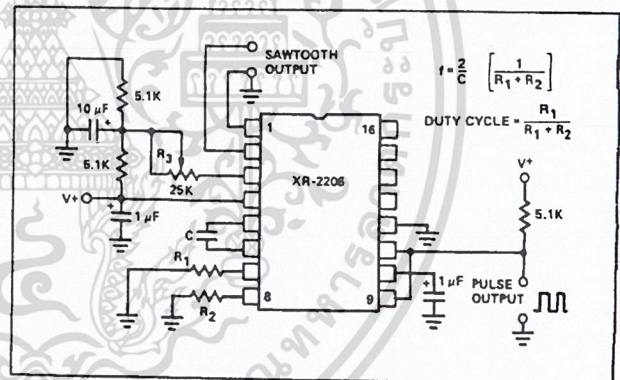 SAWTOOTH
OUTPUT
f = 2/C [1/(R1 + R2)]
DUTY CYCLE = R1/(R1 + R2)
5.1K
10 µF
+
R3
5.1K
25K
V+
+
1 µF
C
R1
R2
1
16
XR-2206
8
9
V+
5.1K
+
1 µF
PULSE
OUTPUT